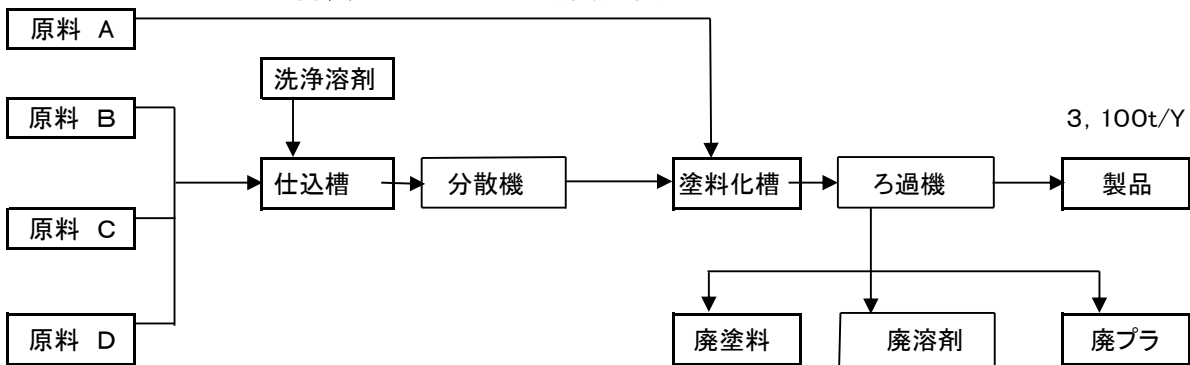 原料 A
洗浄溶剤
原料 B
3,100t/Y
仕込槽
分散機
塗料化槽
ろ過機
製品
原料 C
原料 D
廃塗料
廃溶剤
廃プラ